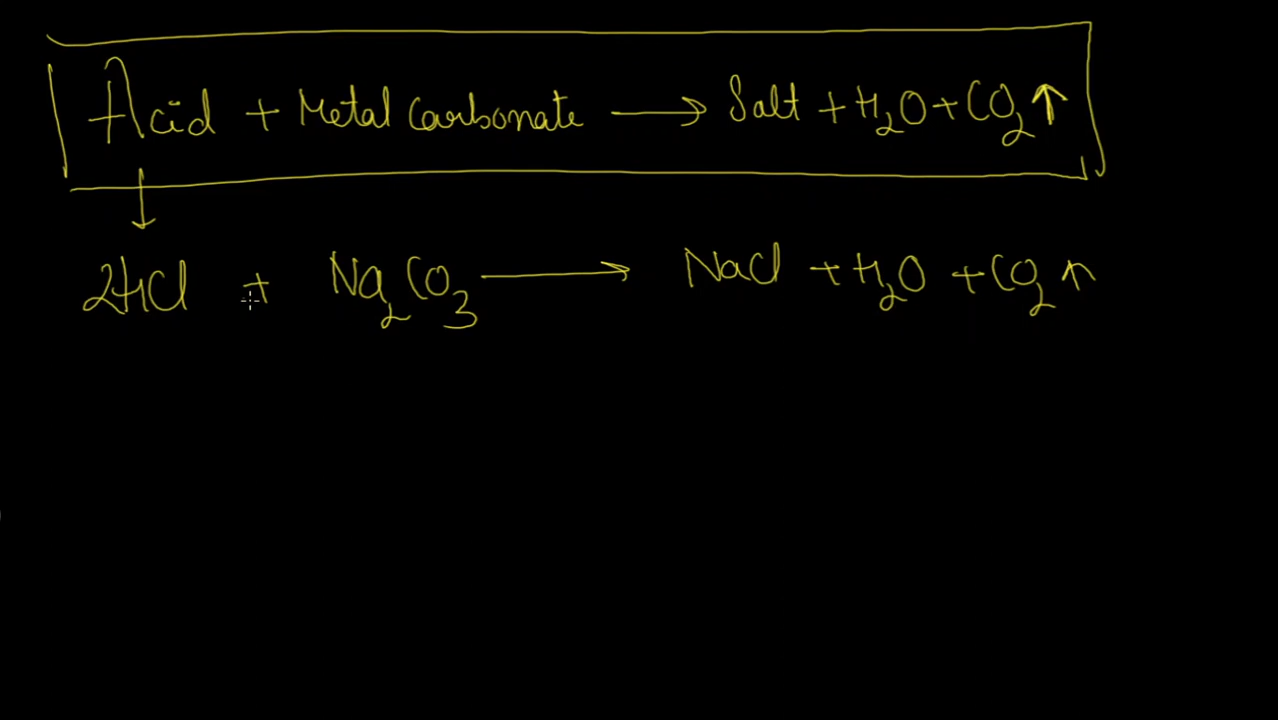 Acid + Metal carbonate → Salt + H₂O + CO₂↑
2HCl + Na₂CO₃ → NaCl + H₂O + CO₂↑